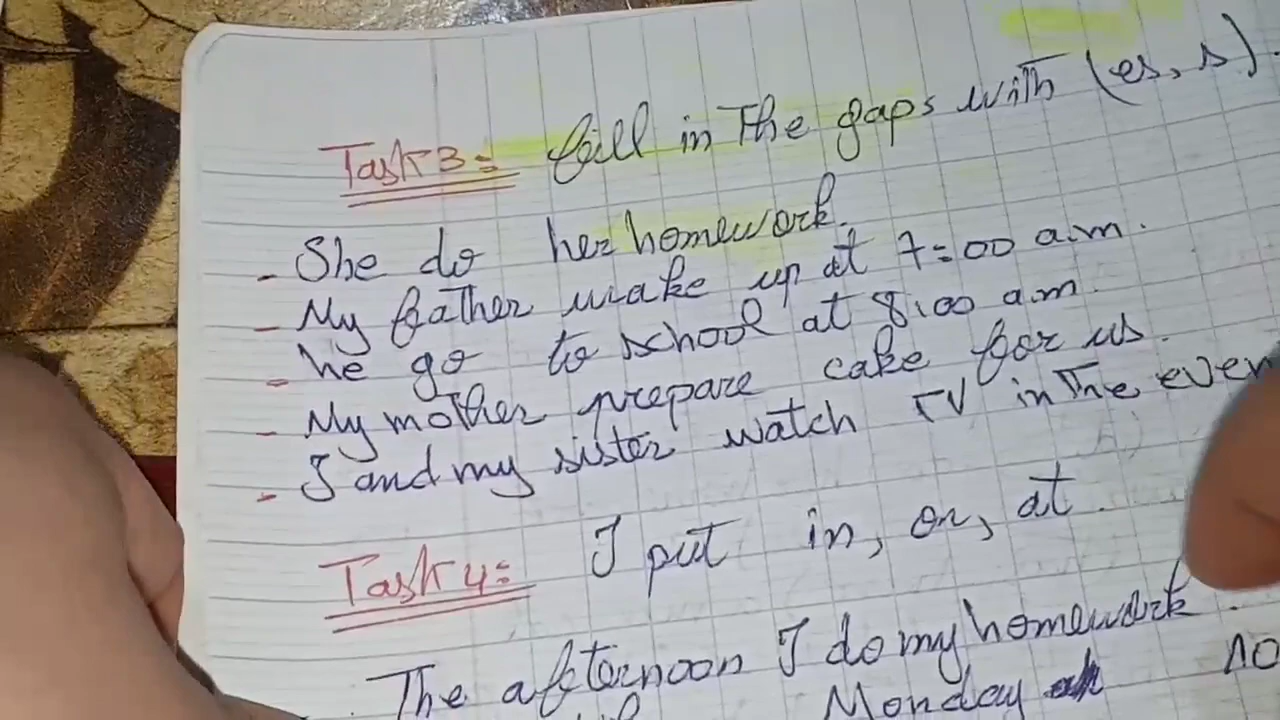 Task 3: fill in The gaps with (es, s).
- She do her homework.
- My father wake up at 7:00 a.m.
- he go to school at 8:00 a.m.
- My mother prepare cake for us.
- I and my sister watch TV in The even
Task 4: I put in, on, at.
The afternoon I do my homework.
Monday no